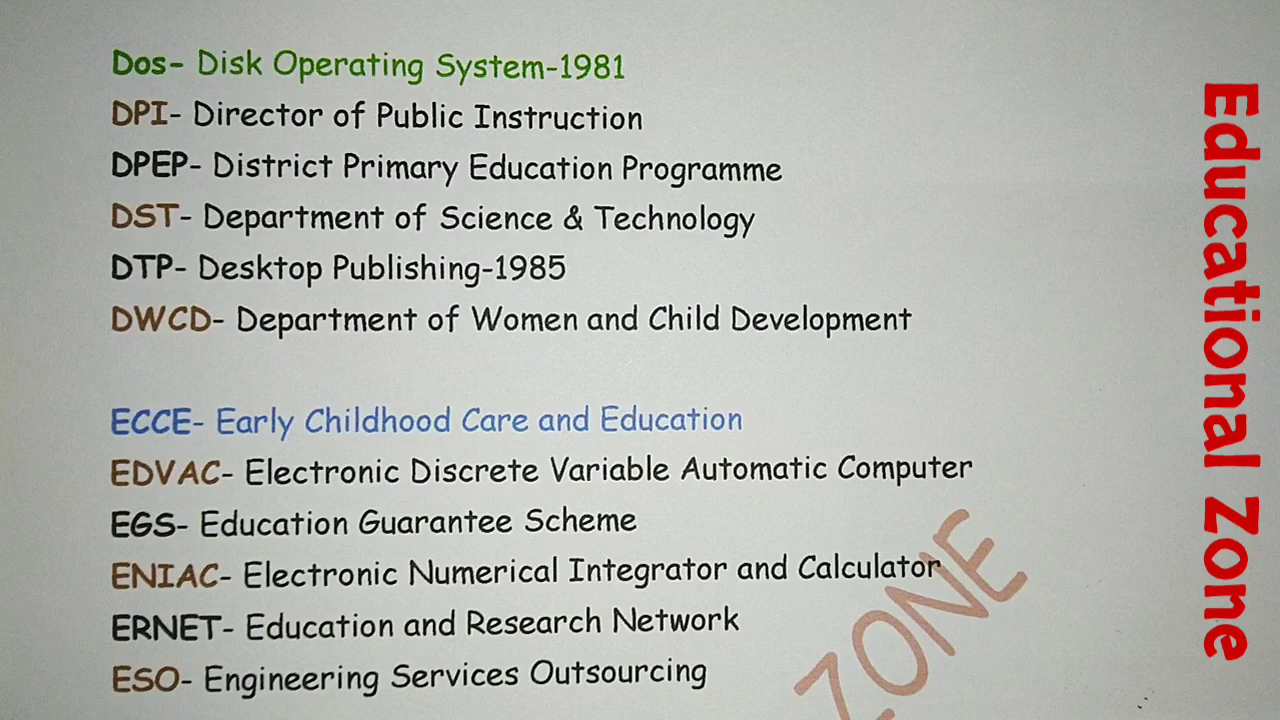 Dos- Disk Operating System-1981
DPI- Director of Public Instruction
DPEP- District Primary Education Programme
DST- Department of Science & Technology
DTP- Desktop Publishing-1985
DWCD- Department of Women and Child Development
ECCE- Early Childhood Care and Education
EDVAC- Electronic Discrete Variable Automatic Computer
EGS- Education Guarantee Scheme
ENIAC- Electronic Numerical Integrator and Calculator
ERNET- Education and Research Network
ESO- Engineering Services Outsourcing
ZONE
Educational Zone